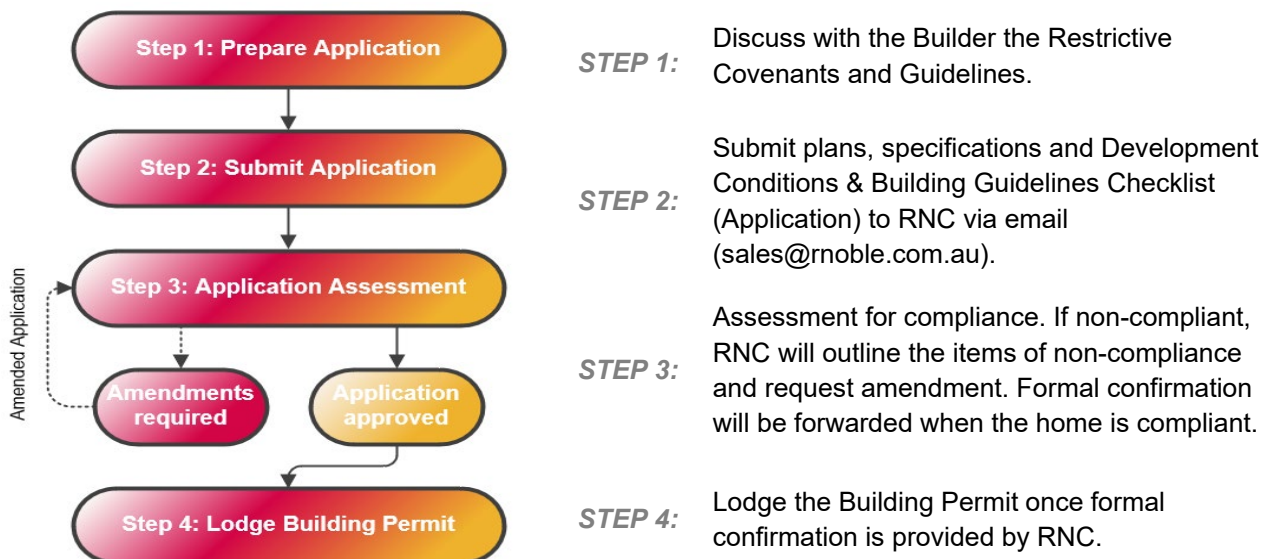 Step 1: Prepare Application
STEP 1:
Discuss with the Builder the Restrictive
Covenants and Guidelines.
Step 2: Submit Application
STEP 2:
Submit plans, specifications and Development
Conditions & Building Guidelines Checklist
(Application) to RNC via email
(sales@rnoble.com.au).
Step 3: Application Assessment
Amended Application
Amendments
required
Application
approved
STEP 3:
Assessment for compliance. If non-compliant,
RNC will outline the items of non-compliance
and request amendment. Formal confirmation
will be forwarded when the home is compliant.
Step 4: Lodge Building Permit
STEP 4:
Lodge the Building Permit once formal
confirmation is provided by RNC.